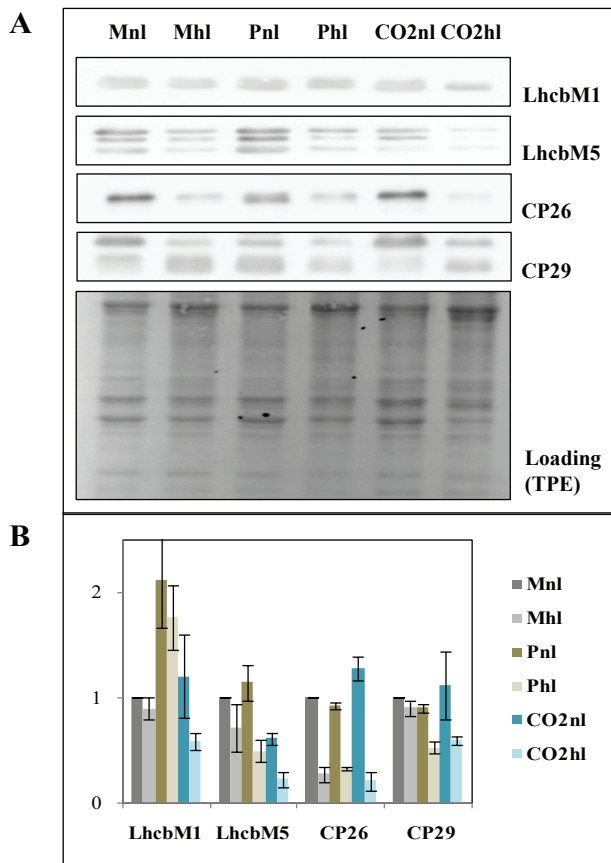 A
Mnl Mhl Pnl Phl CO2nl CO2hl
LhcbM1
LhcbM5
CP26
CP29
Loading
(TPE)
B
2
1
0
LhcbM1 LhcbM5 CP26 CP29
Mnl
Mhl
Pnl
Phl
CO2nl
CO2hl